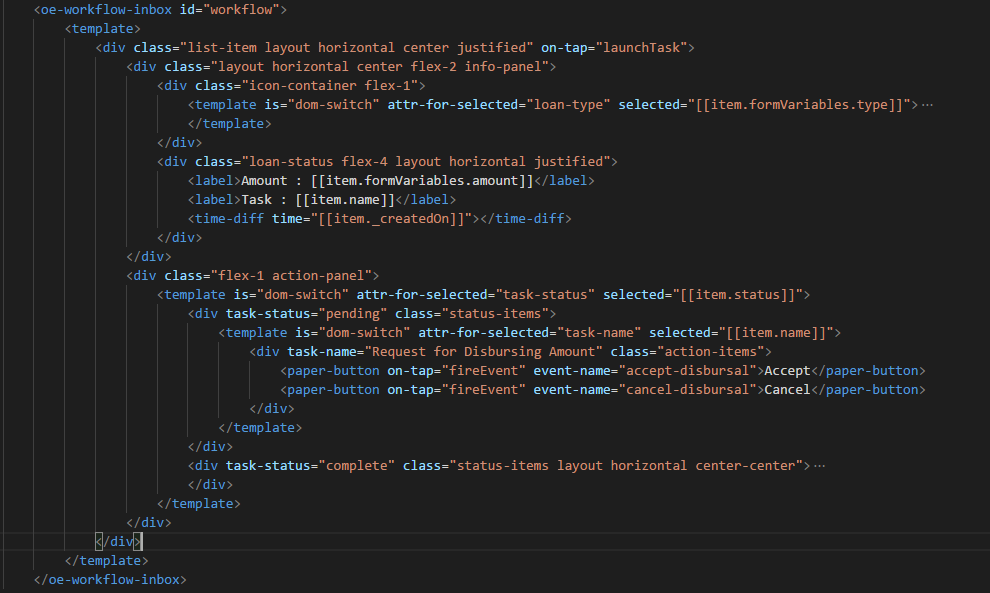 <oe-workflow-inbox id="workflow">
<template>
<div class="list-item layout horizontal center justified" on-tap="launchTask">
<div class="layout horizontal center flex-2 info-panel">
<div class="icon-container flex-1">
<template is="dom-switch" attr-for-selected="loan-type" selected="[[item.formVariables.type]]">…
</template>
</div>
<div class="loan-status flex-4 layout horizontal justified">
<label>Amount : [[item.formVariables.amount]]</label>
<label>Task : [[item.name]]</label>
<time-diff time="[[item._createdOn]]"></time-diff>
</div>
</div>
<div class="flex-1 action-panel">
<template is="dom-switch" attr-for-selected="task-status" selected="[[item.status]]">
<div task-status="pending" class="status-items">
<template is="dom-switch" attr-for-selected="task-name" selected="[[item.name]]">
<div task-name="Request for Disbursing Amount" class="action-items">
<paper-button on-tap="fireEvent" event-name="accept-disbursal">Accept</paper-button>
<paper-button on-tap="fireEvent" event-name="cancel-disbursal">Cancel</paper-button>
</div>
</template>
</div>
<div task-status="complete" class="status-items layout horizontal center-center">…
</div>
</template>
</div>
</div>
</template>
</oe-workflow-inbox>